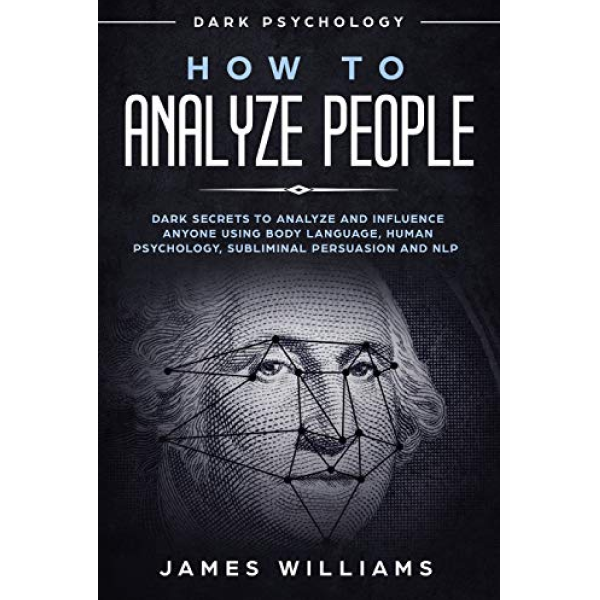 DARK PSYCHOLOGY
HOW TO
ANALYZE PEOPLE
DARK SECRETS TO ANALYZE AND INFLUENCE
ANYONE USING BODY LANGUAGE, HUMAN
PSYCHOLOGY, SUBLIMINAL PERSUASION AND NLP
JAMES WILLIAMS